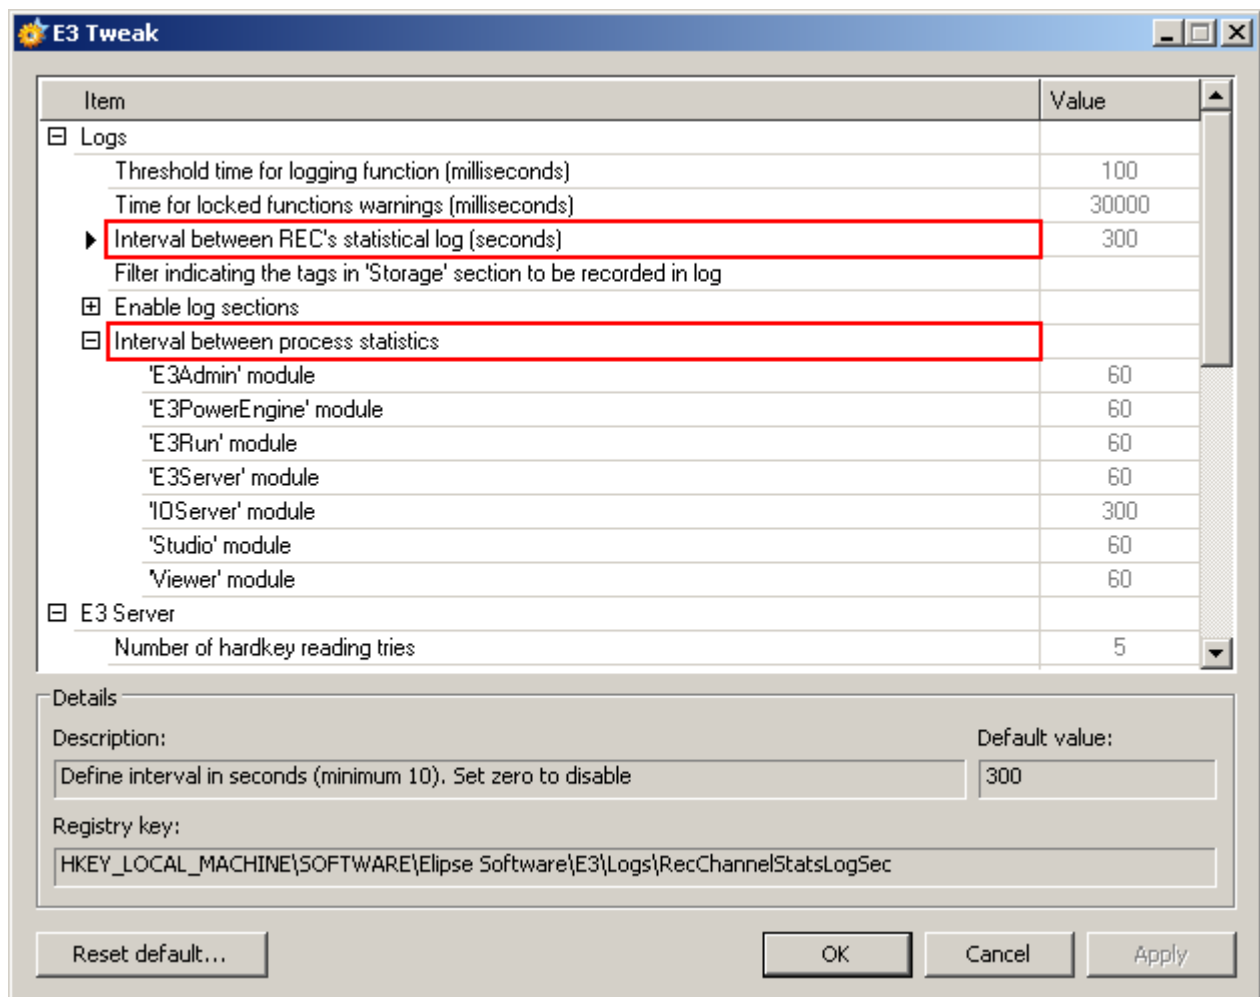 E3 Tweak
Item Value
Logs
Threshold time for logging function (milliseconds) 100
Time for locked functions warnings (milliseconds) 30000
Interval between REC's statistical log (seconds) 300
Filter indicating the tags in 'Storage' section to be recorded in log
Enable log sections
Interval between process statistics
'E3Admin' module 60
'E3PowerEngine' module 60
'E3Run' module 60
'E3Server' module 60
'IOServer' module 300
'Studio' module 60
'Viewer' module 60
E3 Server
Number of hardkey reading tries 5
Details
Description: Default value:
Define interval in seconds (minimum 10). Set zero to disable 300
Registry key:
HKEY_LOCAL_MACHINE\SOFTWARE\Elipse Software\E3\Logs\RecChannelStatsLogSec
Reset default... OK Cancel Apply